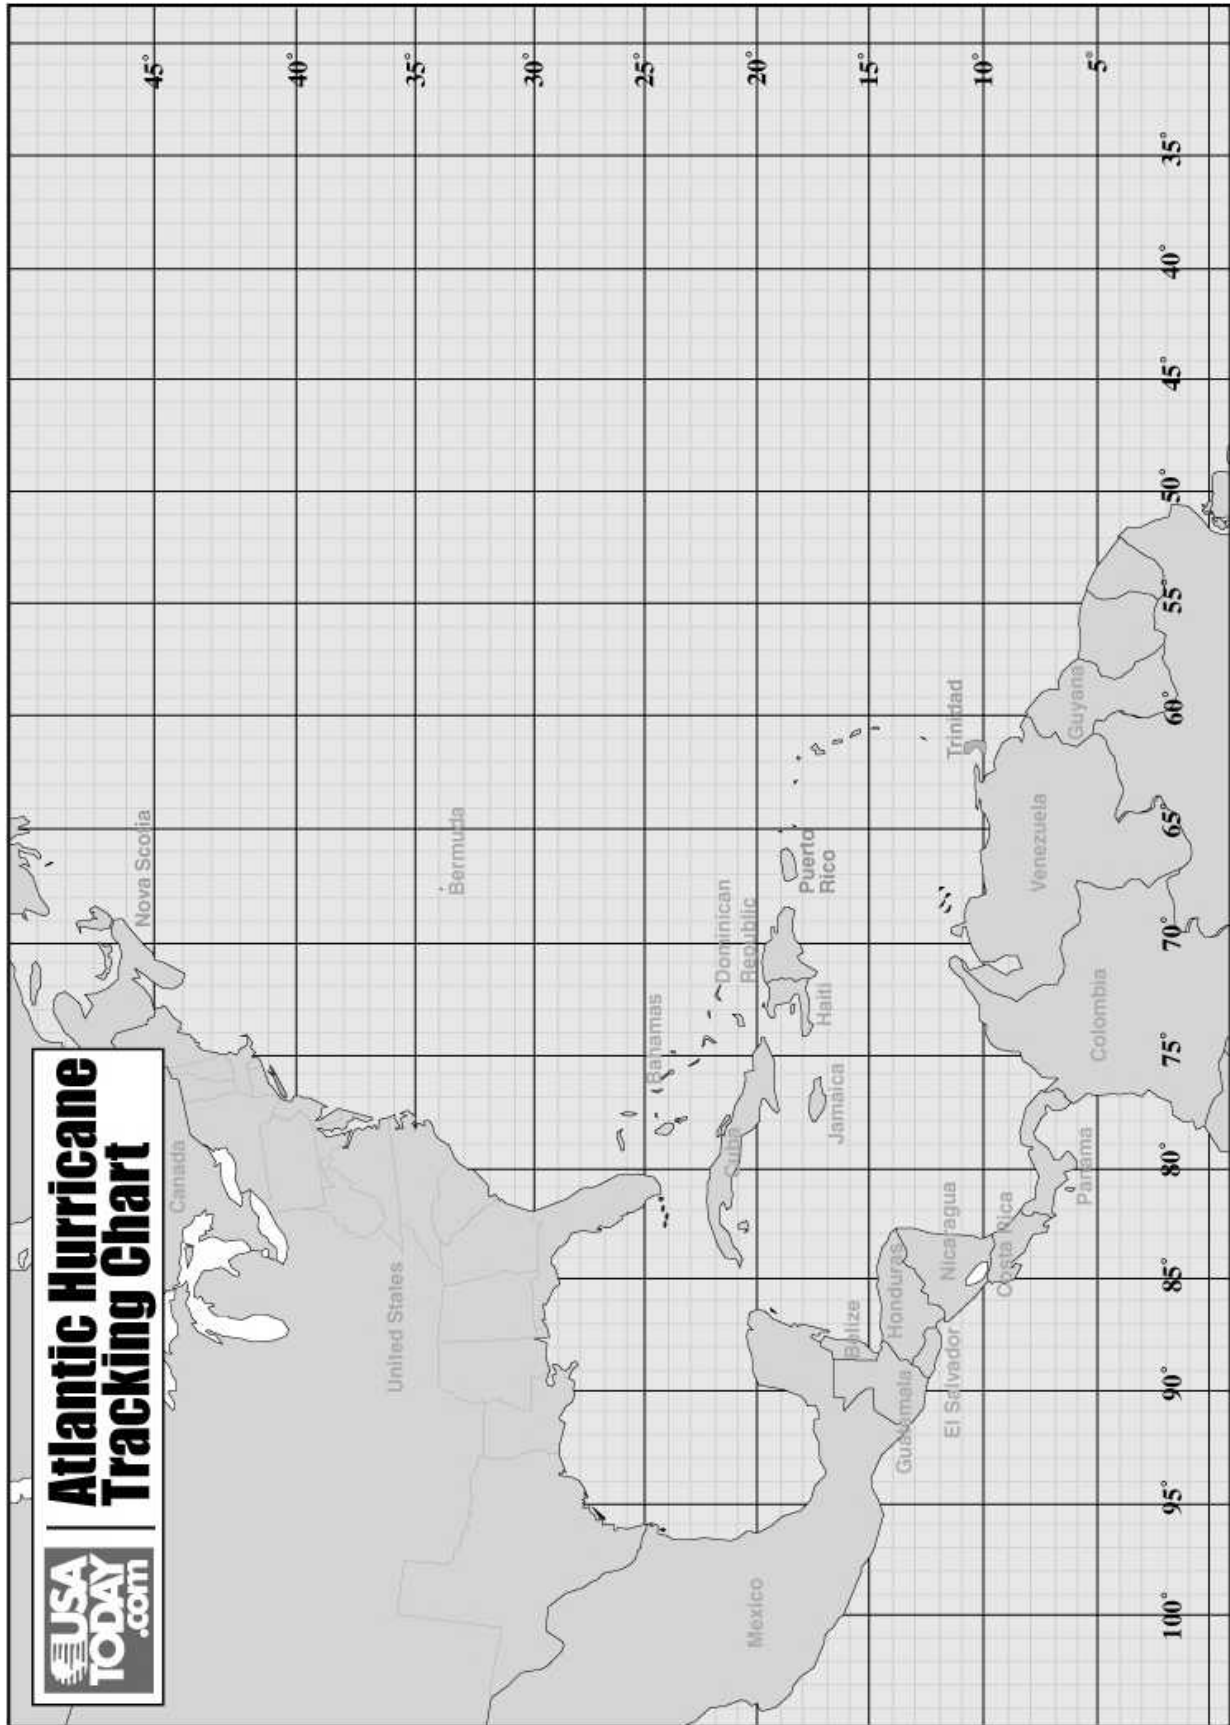 USA
TODAY
.com
Atlantic Hurricane
Tracking Chart
Canada
Nova Scotia
United States
Bermuda
Bahamas
Mexico
Cuba
Dominican
Republic
Haiti
Jamaica
Puerto
Rico
Belize
Guatemala
Honduras
El Salvador
Nicaragua
Costa Rica
Panama
Trinidad
Venezuela
Colombia
Guyana
45°
40°
35°
30°
25°
20°
15°
10°
5°
100°
95°
90°
85°
80°
75°
70°
65°
60°
55°
50°
45°
40°
35°